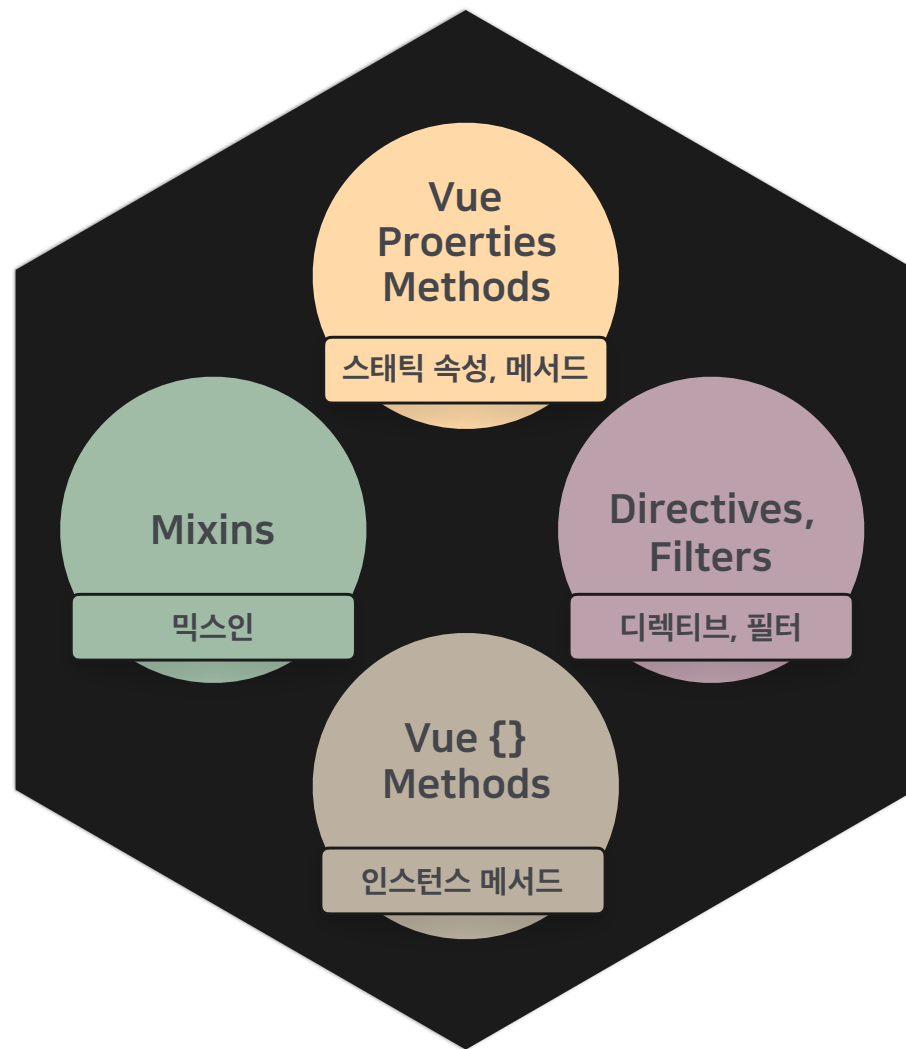 Vue
Proerties
Methods
스태틱 속성, 메서드
Mixins
믹스인
Directives,
Filters
디렉티브, 필터
Vue {}
Methods
인스턴스 메서드